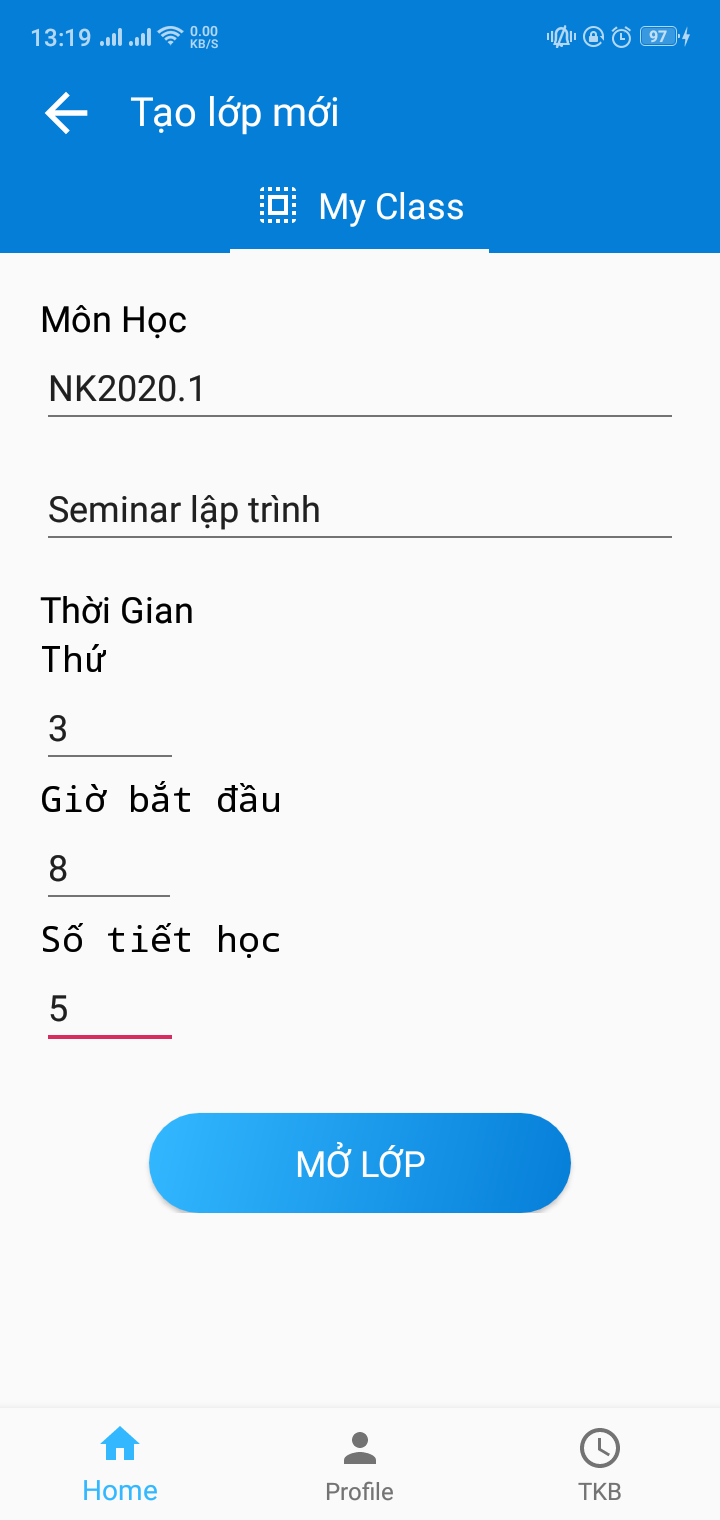 13:19 0.00 KB/S 97
Tạo lớp mới
My Class
Môn Học
NK2020.1
Seminar lập trình
Thời Gian
Thứ
3
Giờ bắt đầu
8
Số tiết học
5
MỞ LỚP
Home Profile TKB